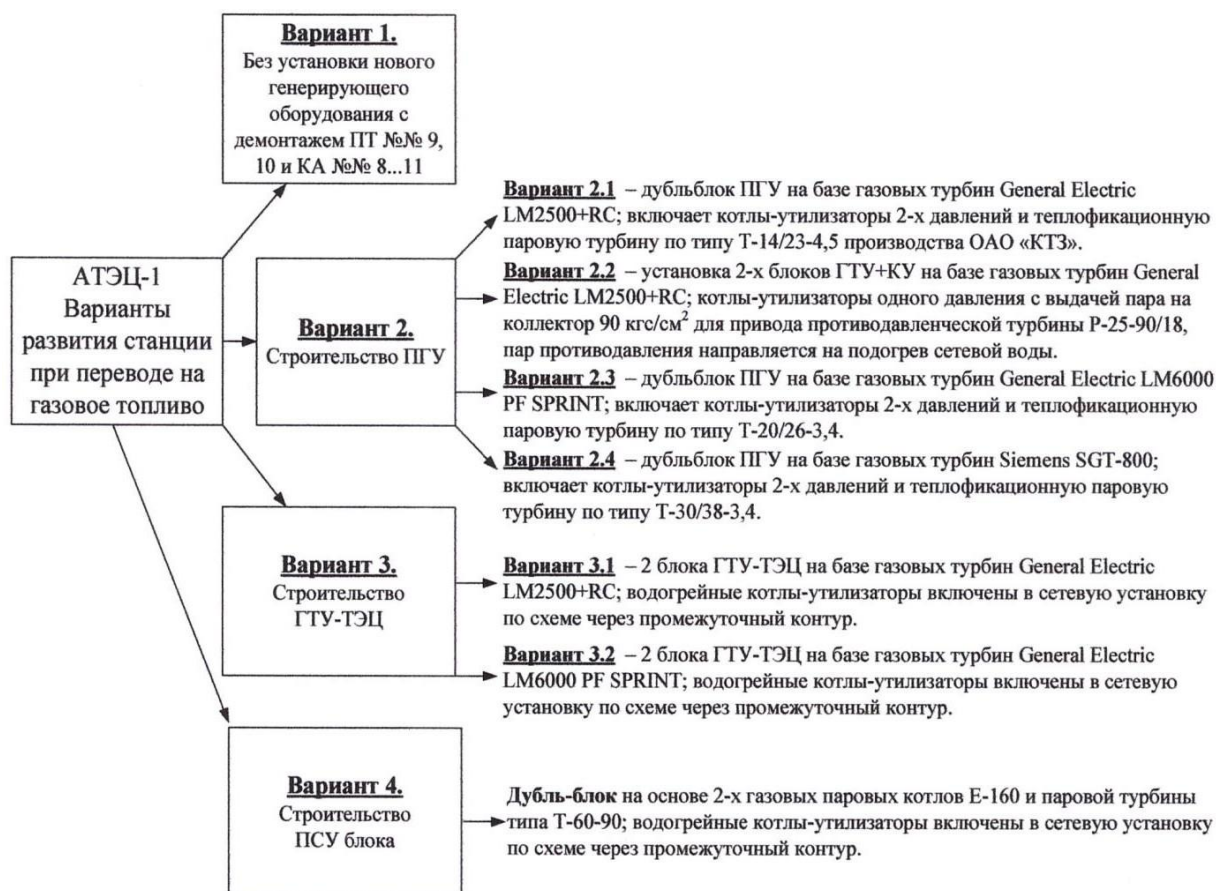 Вариант 1.
Без установки нового
генерирующего
оборудования с
демонтажем ПТ №№ 9,
10 и КА №№ 8...11
АТЭЦ-1
Варианты
развития станции
при переводе на
газовое топливо
Вариант 2.
Строительство ПГУ
Вариант 2.1 – дубльблок ПГУ на базе газовых турбин General Electric
LM2500+RC; включает котлы-утилизаторы 2-х давлений и теплофикационную
паровую турбину по типу Т-14/23-4,5 производства ОАО «КТЗ».
Вариант 2.2 – установка 2-х блоков ГТУ+КУ на базе газовых турбин General
Electric LM2500+RC; котлы-утилизаторы одного давления с выдачей пара на
коллектор 90 кгс/см² для привода противодавленческой турбины Р-25-90/18,
пар противодавления направляется на подогрев сетевой воды.
Вариант 2.3 – дубльблок ПГУ на базе газовых турбин General Electric LM6000
PF SPRINT; включает котлы-утилизаторы 2-х давлений и теплофикационную
паровую турбину по типу Т-20/26-3,4.
Вариант 2.4 – дубльблок ПГУ на базе газовых турбин Siemens SGT-800;
включает котлы-утилизаторы 2-х давлений и теплофикационную паровую
турбину по типу Т-30/38-3,4.
Вариант 3.
Строительство
ГТУ-ТЭЦ
Вариант 3.1 – 2 блока ГТУ-ТЭЦ на базе газовых турбин General Electric
LM2500+RC; водогрейные котлы-утилизаторы включены в сетевую установку
по схеме через промежуточный контур.
Вариант 3.2 – 2 блока ГТУ-ТЭЦ на базе газовых турбин General Electric
LM6000 PF SPRINT; водогрейные котлы-утилизаторы включены в сетевую
установку по схеме через промежуточный контур.
Вариант 4.
Строительство
ПСУ блока
Дубль-блок на основе 2-х газовых паровых котлов Е-160 и паровой турбины
типа Т-60-90; водогрейные котлы-утилизаторы включены в сетевую установку
по схеме через промежуточный контур.